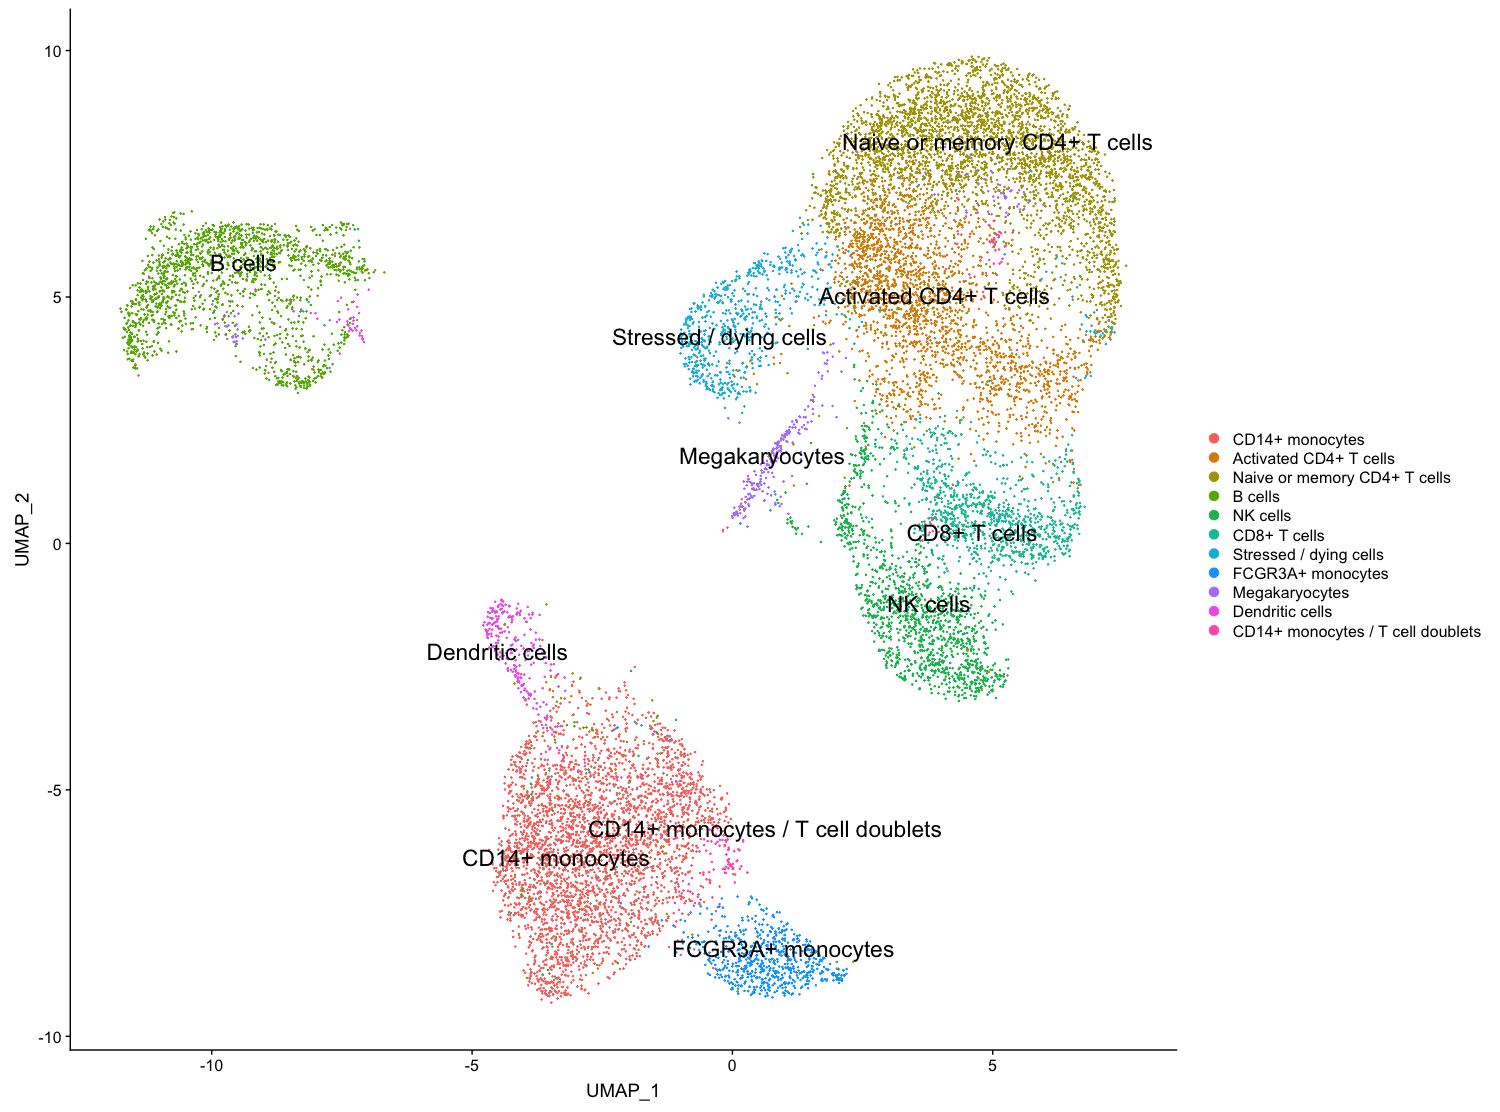 10
5
0
-5
-10
UMAP_2
-10
-5
0
5
UMAP_1
Naive or memory CD4+ T cells
B cells
Activated CD4+ T cells
Stressed / dying cells
Megakaryocytes
CD8+ T cells
NK cells
Dendritic cells
CD14+ monocytes / T cell doublets
CD14+ monocytes
FCGR3A+ monocytes
CD14+ monocytes
Activated CD4+ T cells
Naive or memory CD4+ T cells
B cells
NK cells
CD8+ T cells
Stressed / dying cells
FCGR3A+ monocytes
Megakaryocytes
Dendritic cells
CD14+ monocytes / T cell doublets